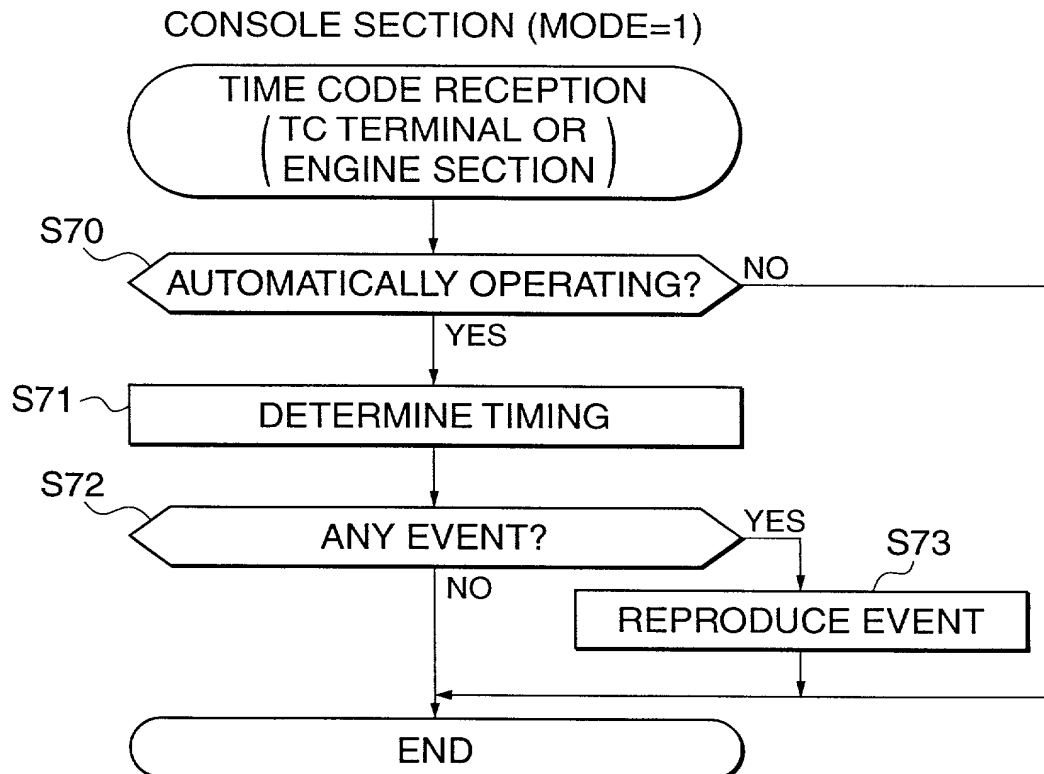 CONSOLE SECTION (MODE=1)
TIME CODE RECEPTION
(TC TERMINAL OR
ENGINE SECTION)
S70
AUTOMATICALLY OPERATING?
NO
YES
S71
DETERMINE TIMING
S72
ANY EVENT?
YES
NO
S73
REPRODUCE EVENT
END